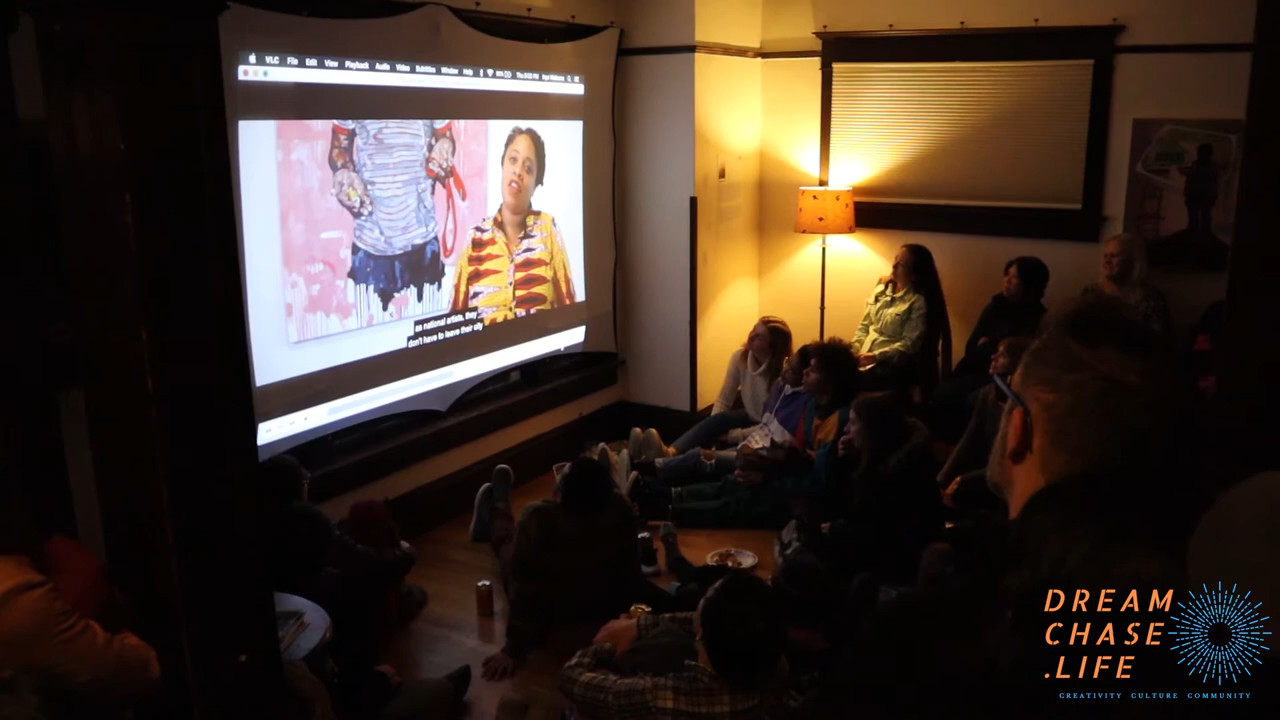 VLC File Edit View Playback Audio Video Subtitles Window Help
as national artists, they
don't have to leave their city
DREAM
CHASE
.LIFE
CREATIVITY CULTURE COMMUNITY